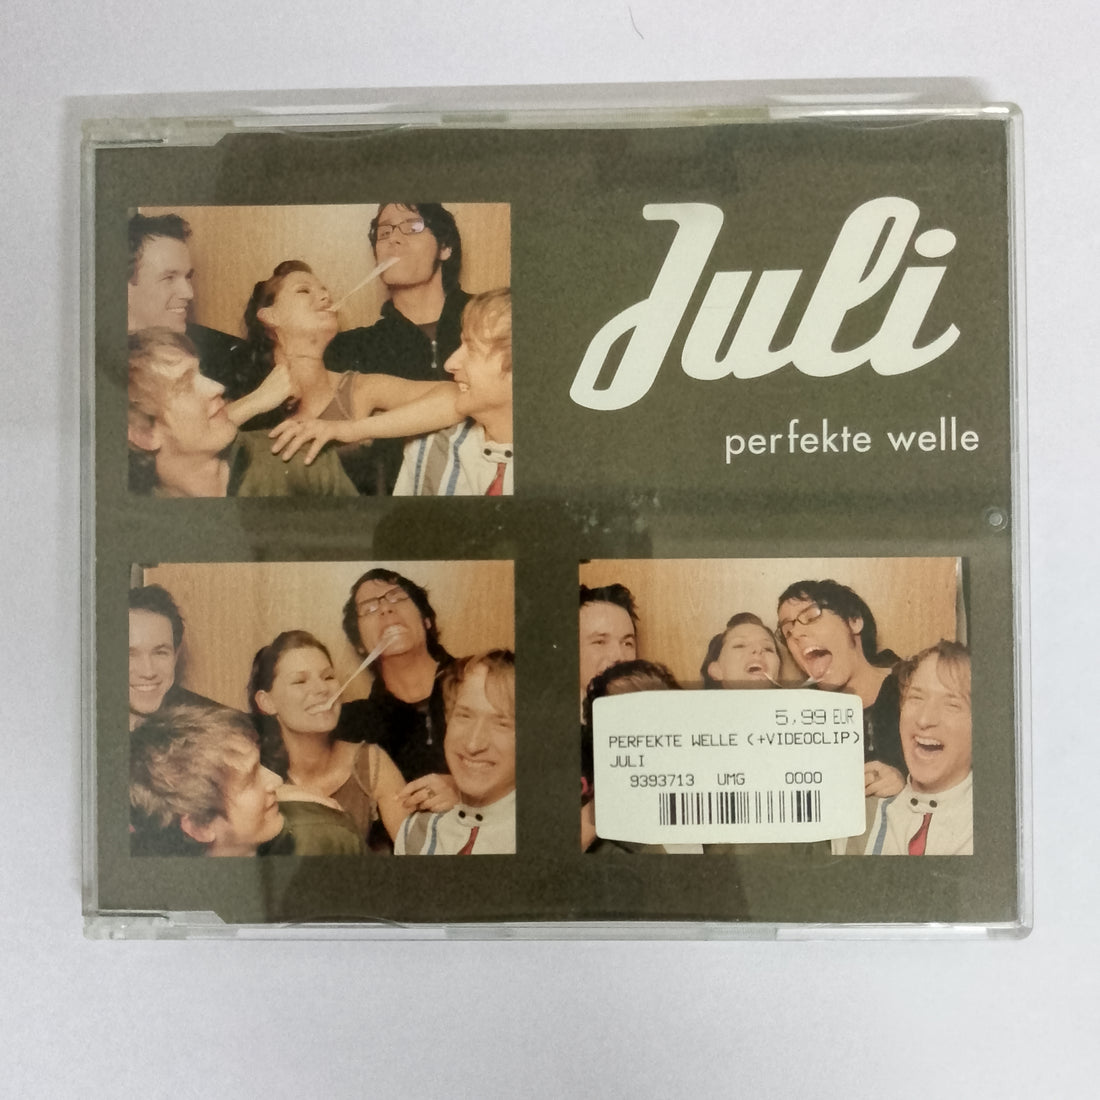 Juli
perfekte welle
5,99 EUR
PERFEKTE WELLE (+VIDEOCLIP)
JULI
9393713 UMG 0000